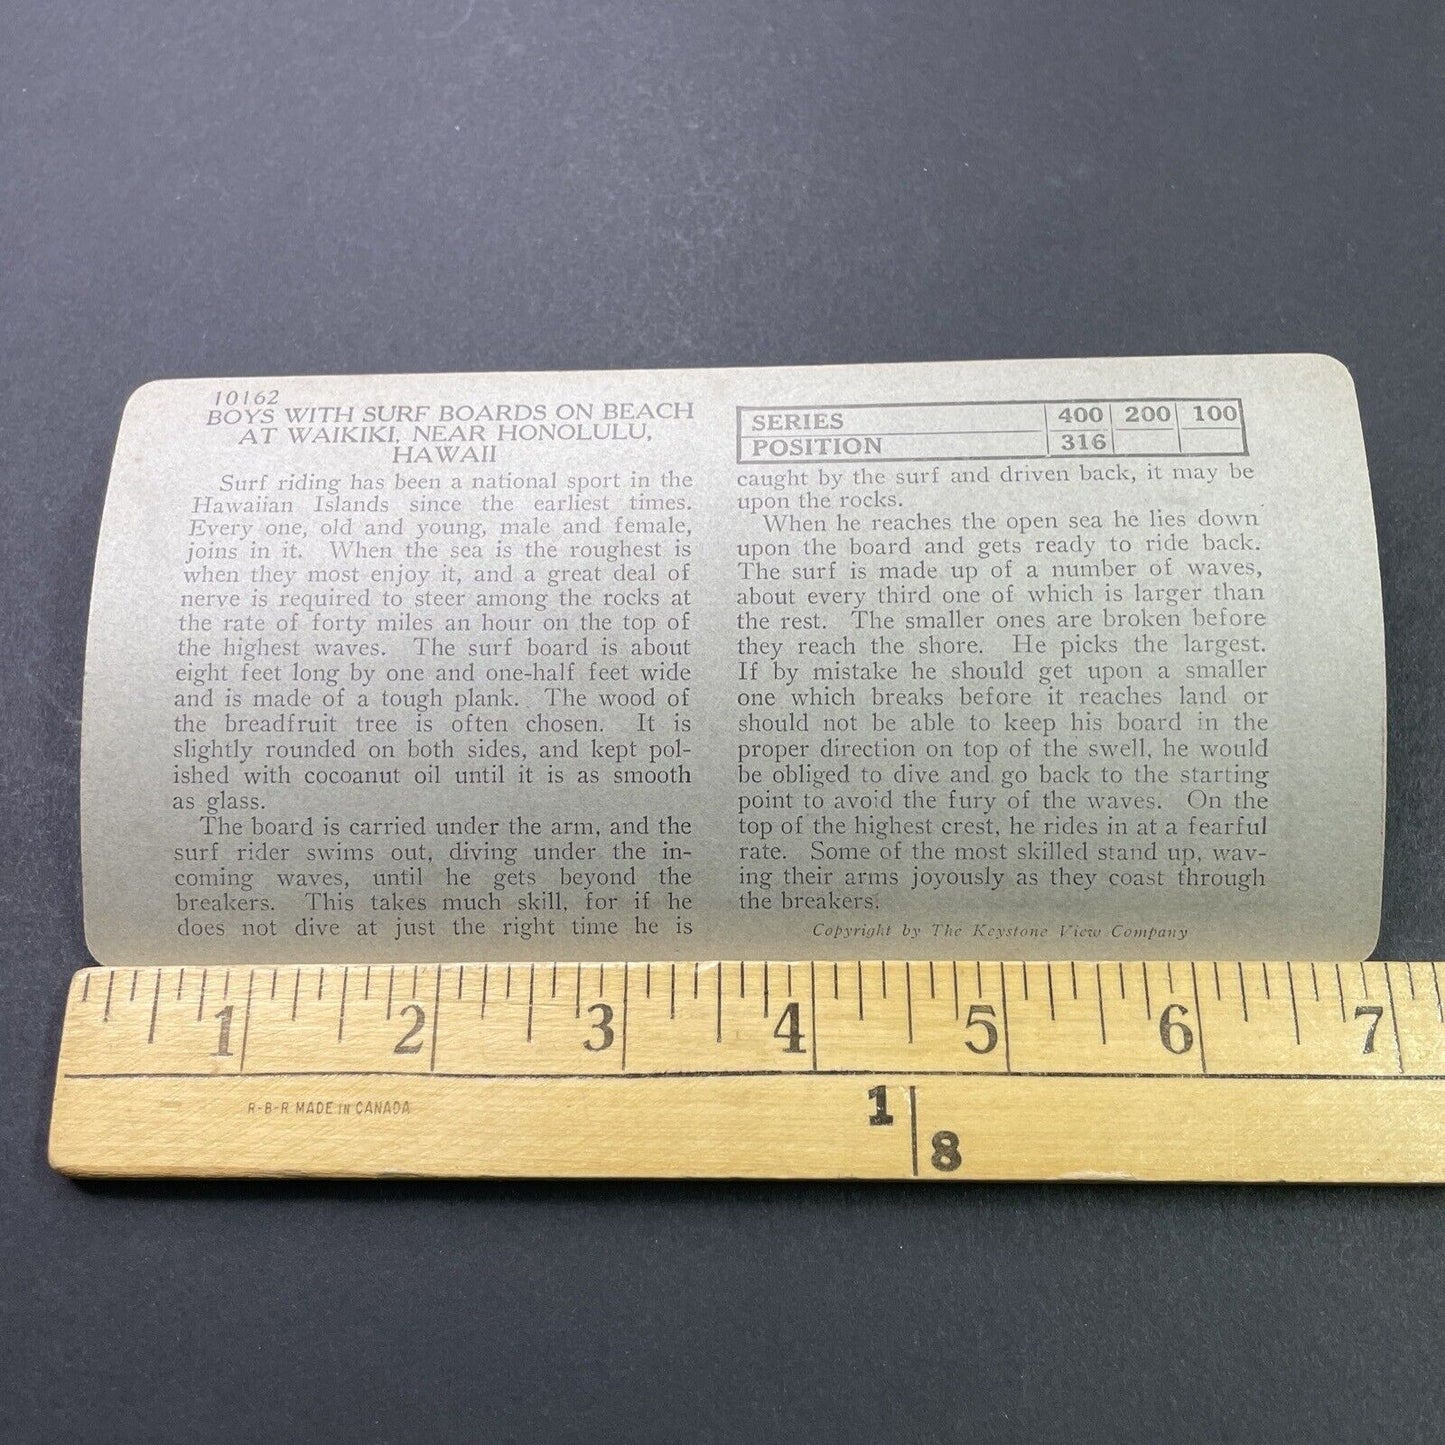 10162
BOYS WITH SURF BOARDS ON BEACH
AT WAIKIKI, NEAR HONOLULU,
HAWAII
Surf riding has been a national sport in the
Hawaiian Islands since the earliest times.
Every one, old and young, male and female,
joins in it. When the sea is the roughest is
when they most enjoy it, and a great deal of
nerve is required to steer among the rocks at
the rate of forty miles an hour on the top of
the highest waves. The surf board is about
eight feet long by one and one-half feet wide
and is made of a tough plank. The wood of
the breadfruit tree is often chosen. It is
slightly rounded on both sides, and kept pol-
ished with cocoanut oil until it is as smooth
as glass.
The board is carried under the arm, and the
surf rider swims out, diving under the in-
coming waves, until he gets beyond the
breakers. This takes much skill, for if he
does not dive at just the right time he is
SERIES 400 200 100
POSITION 316
caught by the surf and driven back, it may be
upon the rocks.
When he reaches the open sea he lies down
upon the board and gets ready to ride back.
The surf is made up of a number of waves,
about every third one of which is larger than
the rest. The smaller ones are broken before
they reach the shore. He picks the largest.
If by mistake he should get upon a smaller
one which breaks before it reaches land or
should not be able to keep his board in the
proper direction on top of the swell, he would
be obliged to dive and go back to the starting
point to avoid the fury of the waves. On the
top of the highest crest, he rides in at a fearful
rate. Some of the most skilled stand up, wav-
ing their arms joyously as they coast through
the breakers.
Copyright by The Keystone View Company
1 2 3 4 5 6 7
R-B-R MADE IN CANADA
1 8